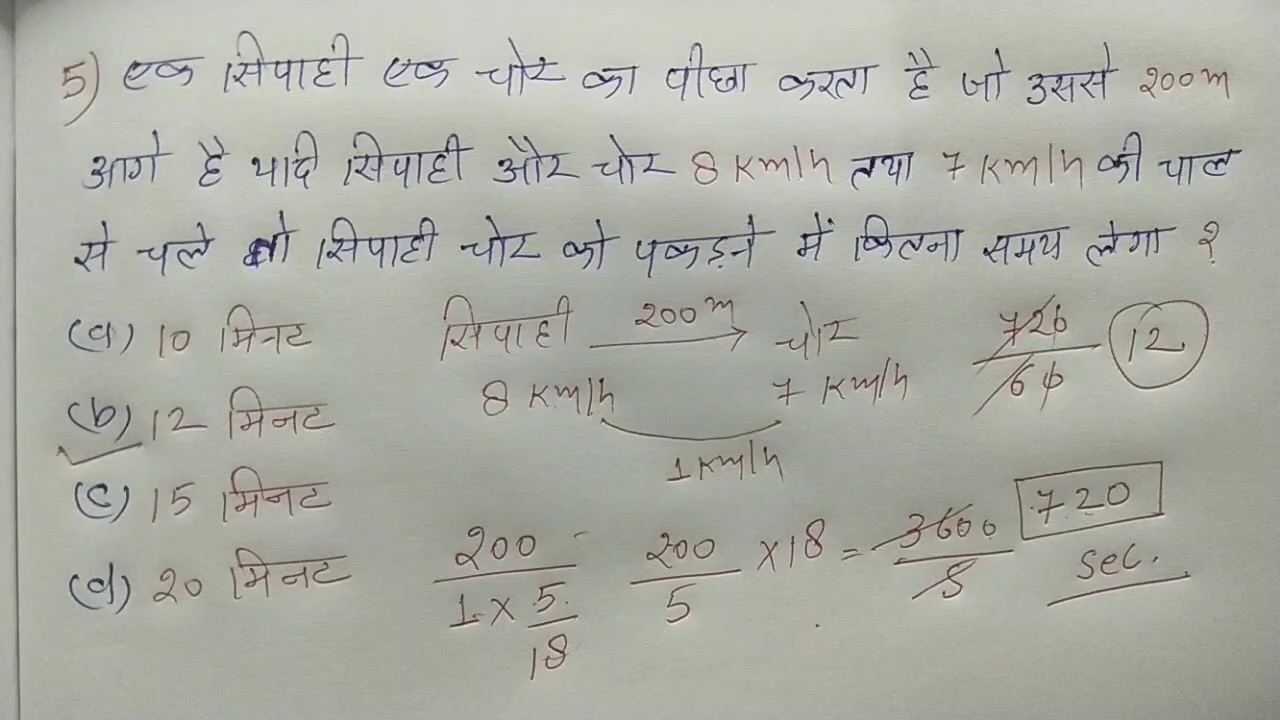 5) एक सिपाही एक चोर का पीछा करता है जो उससे 200m
आगे है यदि सिपाही और चोर 8 km/h तथा 7 km/h की चाल
से चले तो सिपाही चोर को पकड़ने में कितना समय लेगा ?
(a) 10 मिनट
(b) 12 मिनट
(c) 15 मिनट
(d) 20 मिनट
सिपाही 200m चोर
8 km/h 7 km/h
1 km/h
720/60 12
200/(1 × 5/18) 200/5 × 18 = 3600/5 720
sec.